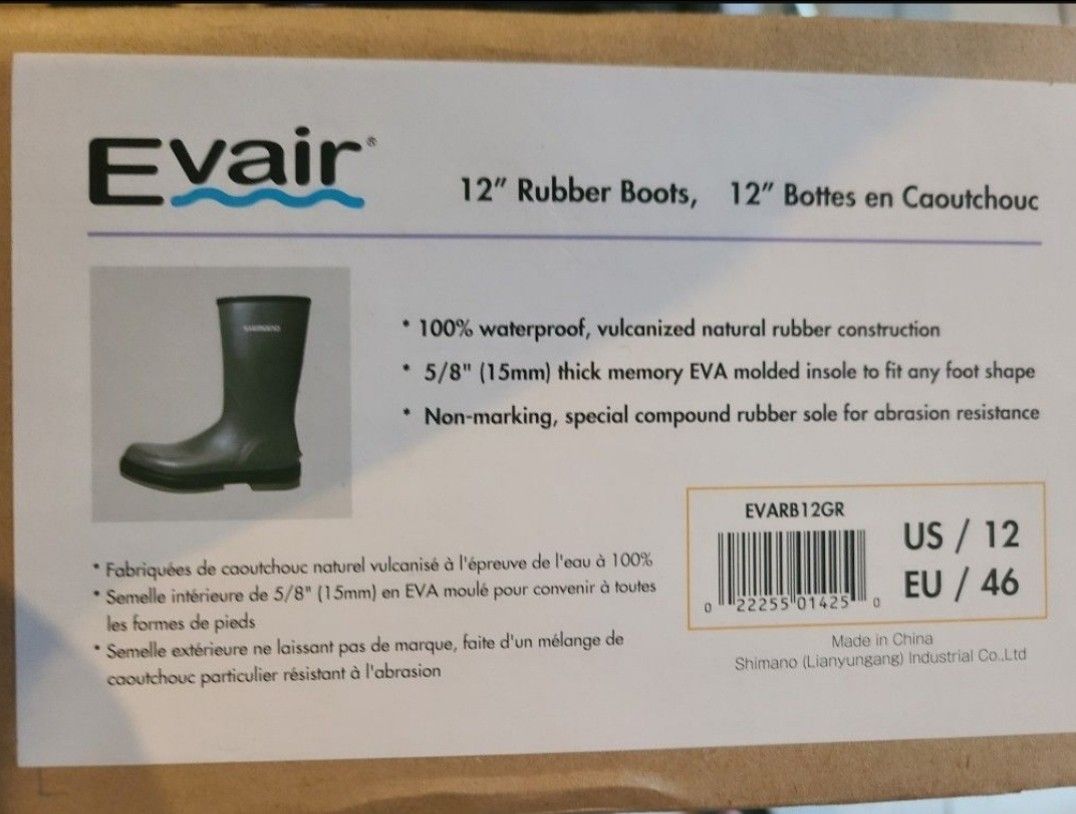 Evair®
12" Rubber Boots, 12" Bottes en Caoutchouc
SHIMANO
* 100% waterproof, vulcanized natural rubber construction
* 5/8" (15mm) thick memory EVA molded insole to fit any foot shape
* Non-marking, special compound rubber sole for abrasion resistance
* Fabriquées de caoutchouc naturel vulcanisé à l'épreuve de l'eau à 100%
* Semelle intérieure de 5/8" (15mm) en EVA moulé pour convenir à toutes
les formes de pieds
* Semelle extérieure ne laissant pas de marque, faite d'un mélange de
caoutchouc particulier résistant à l'abrasion
EVARB12GR
0 22255 01425 0
US / 12
EU / 46
Made in China
Shimano (Lianyungang) Industrial Co.,Ltd